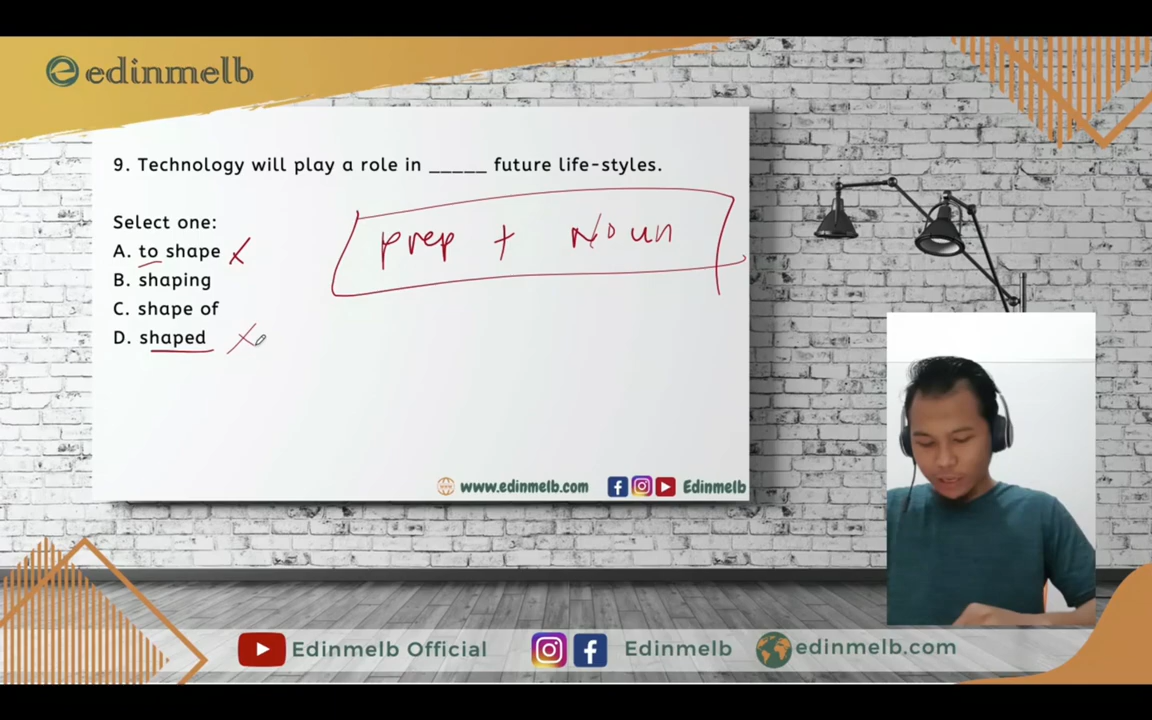 edinmelb
9. Technology will play a role in _____ future life-styles.
Select one:
A. to shape
B. shaping
C. shape of
D. shaped
prep + Noun
www.edinmelb.com
Edinmelb
Edinmelb Official
Edinmelb
edinmelb.com